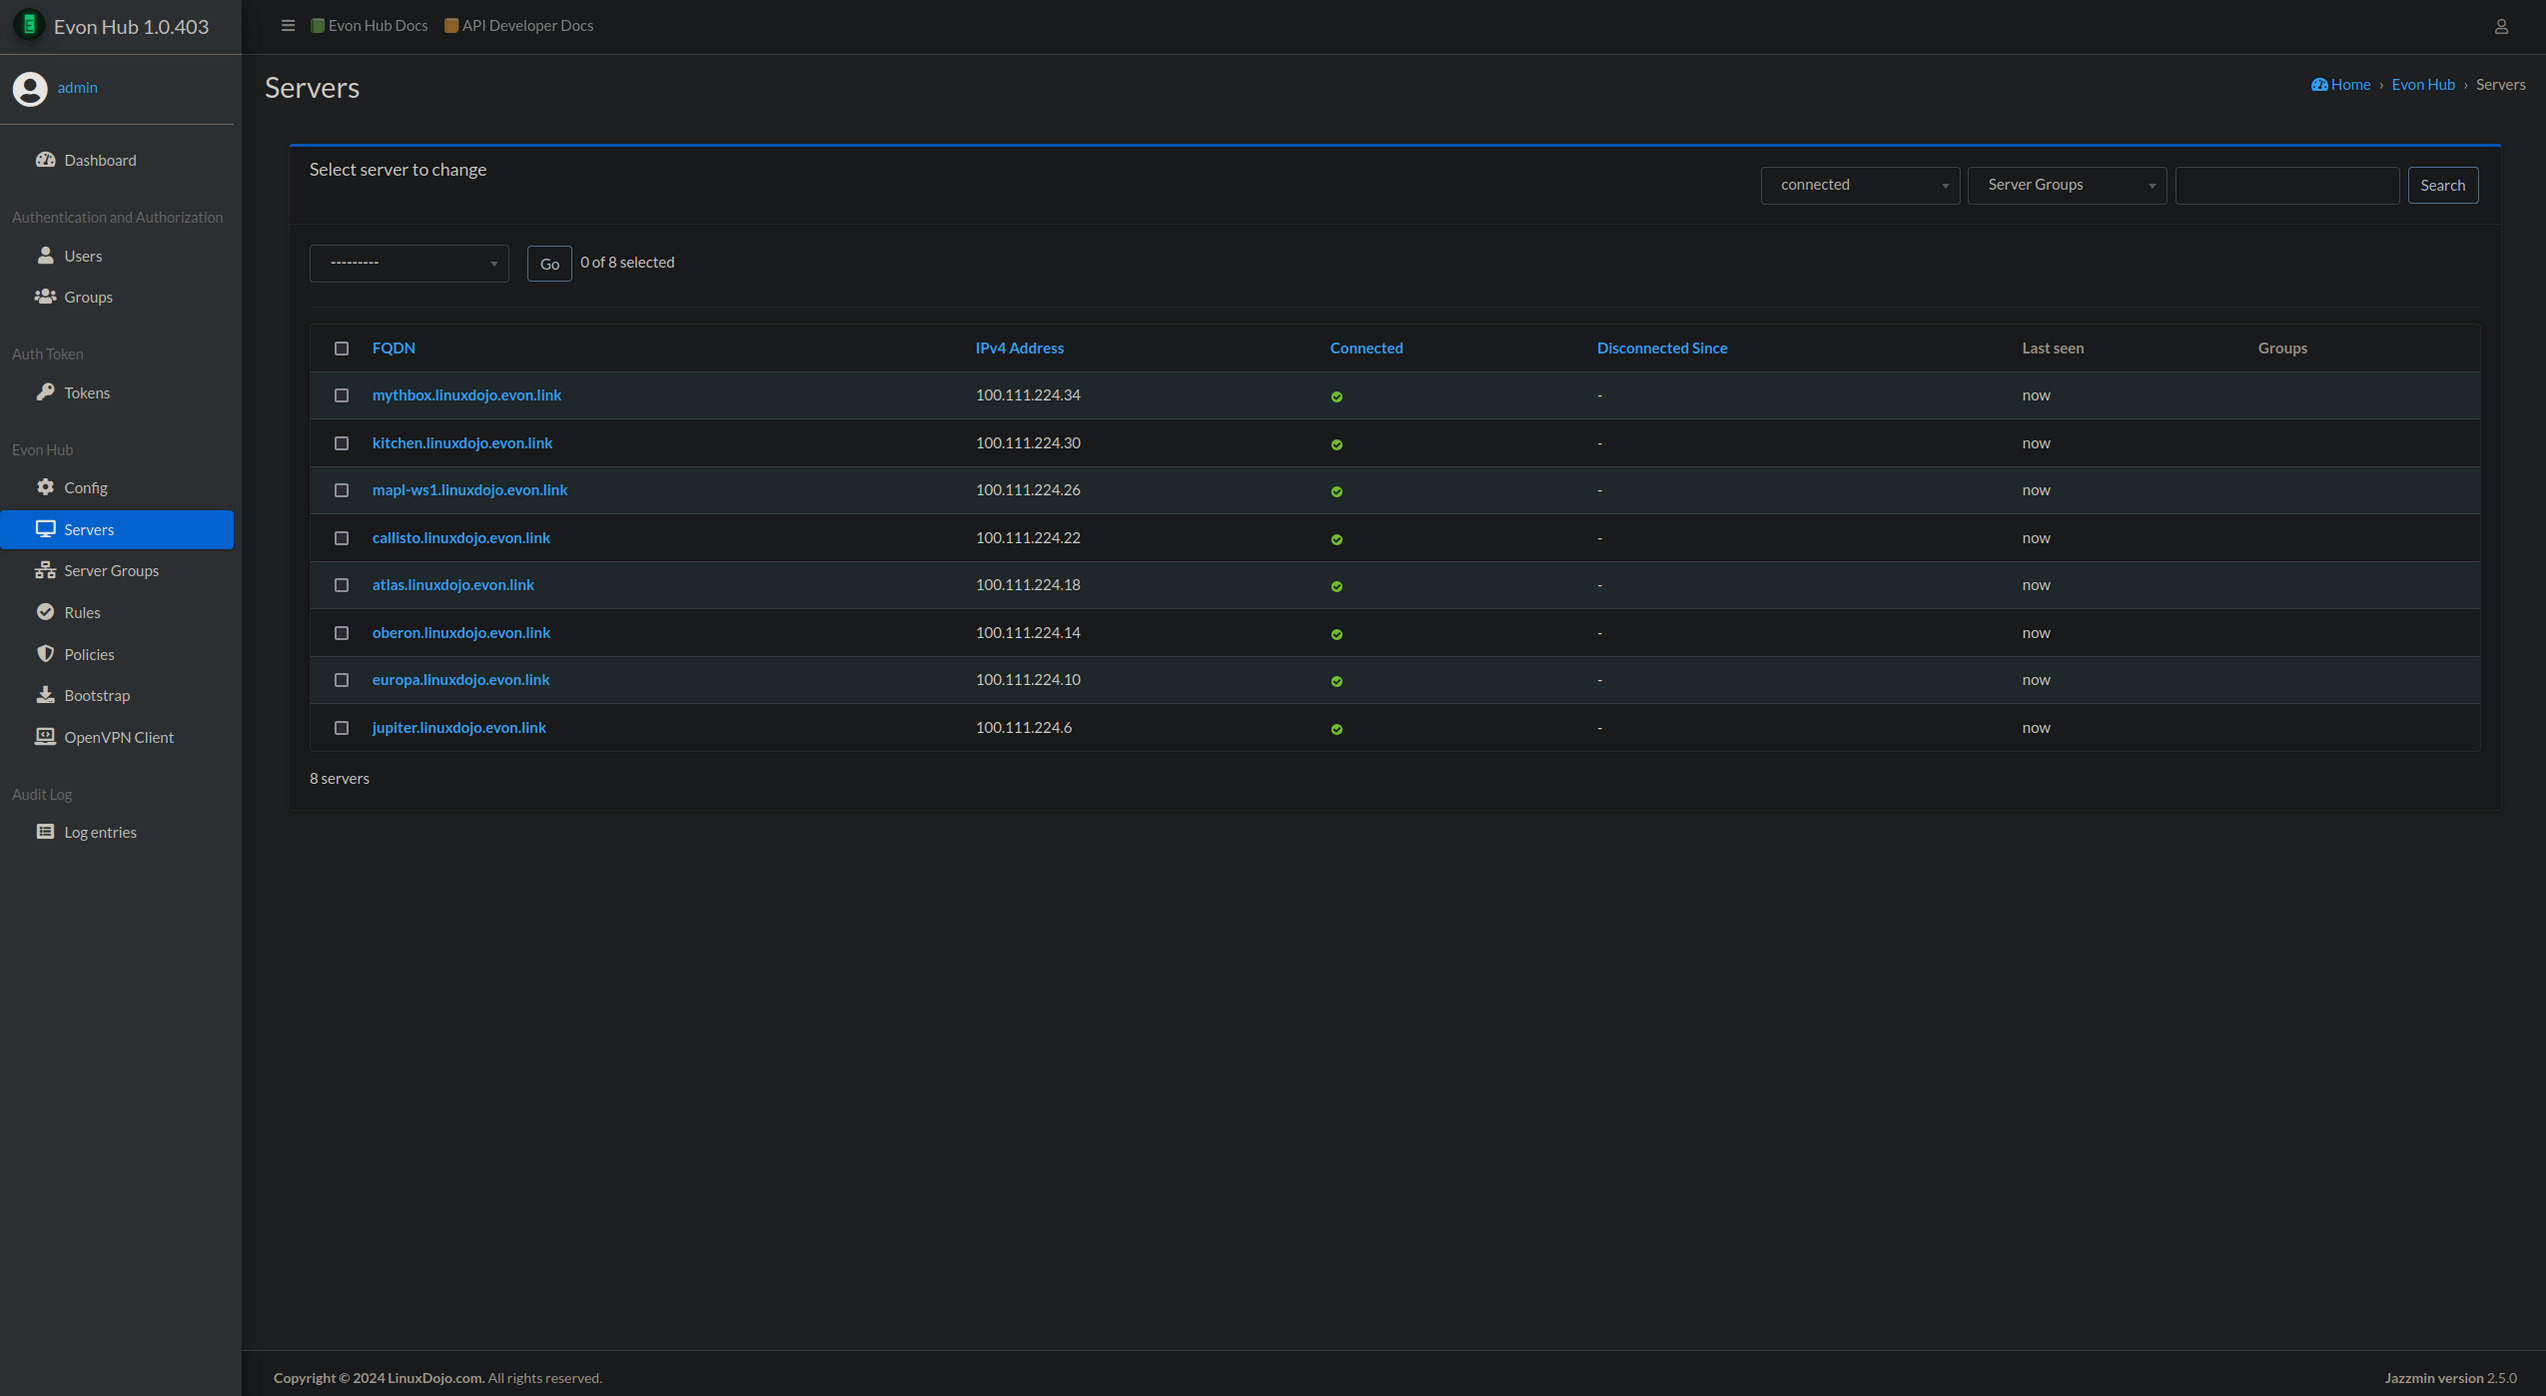 Evon Hub 1.0.403
Evon Hub Docs API Developer Docs
admin
Dashboard
Authentication and Authorization
Users
Groups
Auth Token
Tokens
Evon Hub
Config
Servers
Server Groups
Rules
Policies
Bootstrap
OpenVPN Client
Audit Log
Log entries
Servers
Home › Evon Hub › Servers
Select server to change
connected Server Groups Search
--------- Go 0 of 8 selected
FQDN IPv4 Address Connected Disconnected Since Last seen Groups
mythbox.linuxdojo.evon.link 100.111.224.34 - now
kitchen.linuxdojo.evon.link 100.111.224.30 - now
mapl-ws1.linuxdojo.evon.link 100.111.224.26 - now
callisto.linuxdojo.evon.link 100.111.224.22 - now
atlas.linuxdojo.evon.link 100.111.224.18 - now
oberon.linuxdojo.evon.link 100.111.224.14 - now
europa.linuxdojo.evon.link 100.111.224.10 - now
jupiter.linuxdojo.evon.link 100.111.224.6 - now
8 servers
Copyright © 2024 LinuxDojo.com. All rights reserved. Jazzmin version 2.5.0